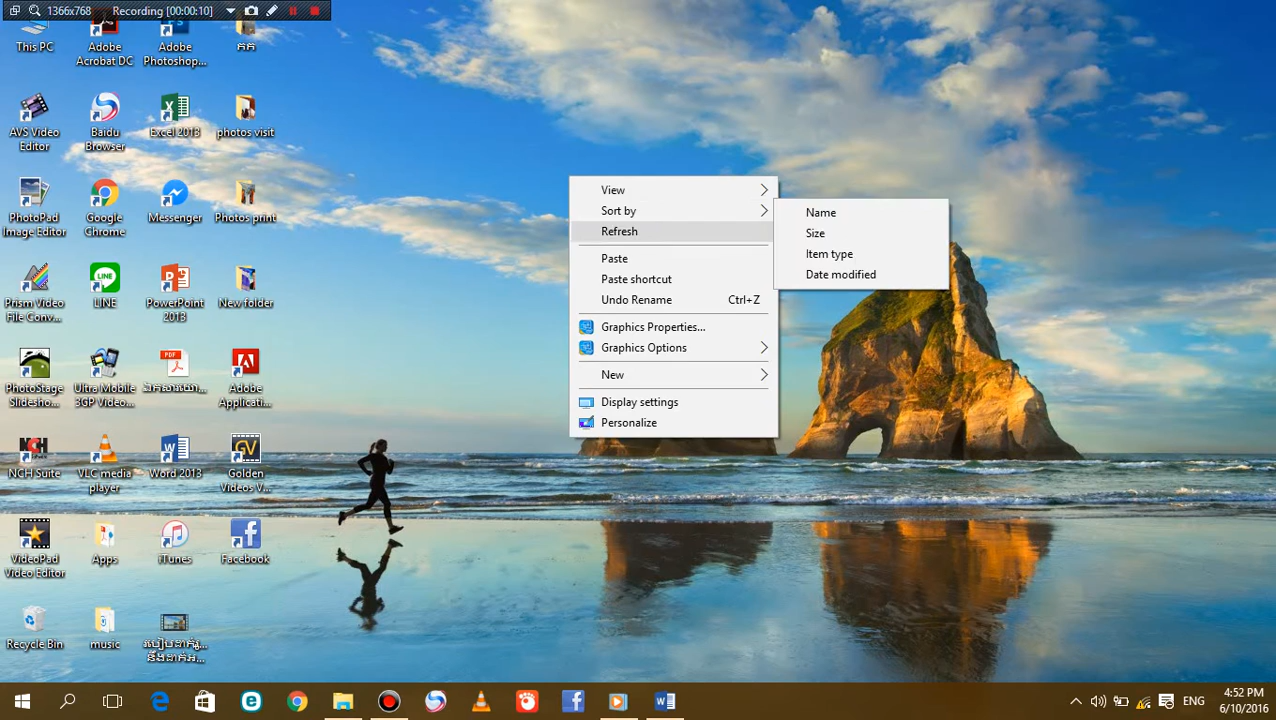 1366x768 Recording [00:00:10]
This PC
Adobe
Acrobat DC
Adobe
Photoshop...
AVS Video
Editor
Baidu
Browser
Excel 2013
photos visit
PhotoPad
Image Editor
Google
Chrome
Messenger
Photos print
Prism Video
File Conv...
LINE
PowerPoint
2013
New folder
PhotoStage
Slidesho...
Ultra Mobile
3GP Video...
Adobe
Applicati...
NCH Suite
VLC media
player
Word 2013
Golden
Videos V...
VideoPad
Video Editor
Apps
iTunes
Facebook
Recycle Bin
music
View
Sort by
Refresh
Paste
Paste shortcut
Undo Rename Ctrl+Z
Graphics Properties...
Graphics Options
New
Display settings
Personalize
Name
Size
Item type
Date modified
ENG
4:52 PM
6/10/2016